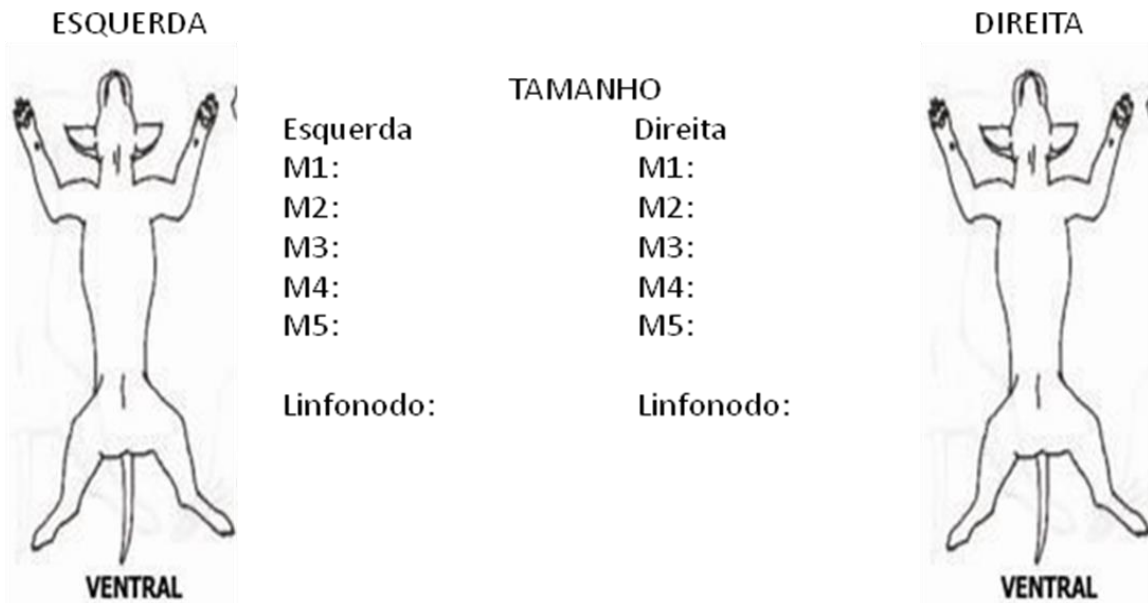 ESQUERDA DIREITA
TAMANHO
Esquerda Direita
M1: M1:
M2: M2:
M3: M3:
M4: M4:
M5: M5:
Linfonodo: Linfonodo:
VENTRAL VENTRAL